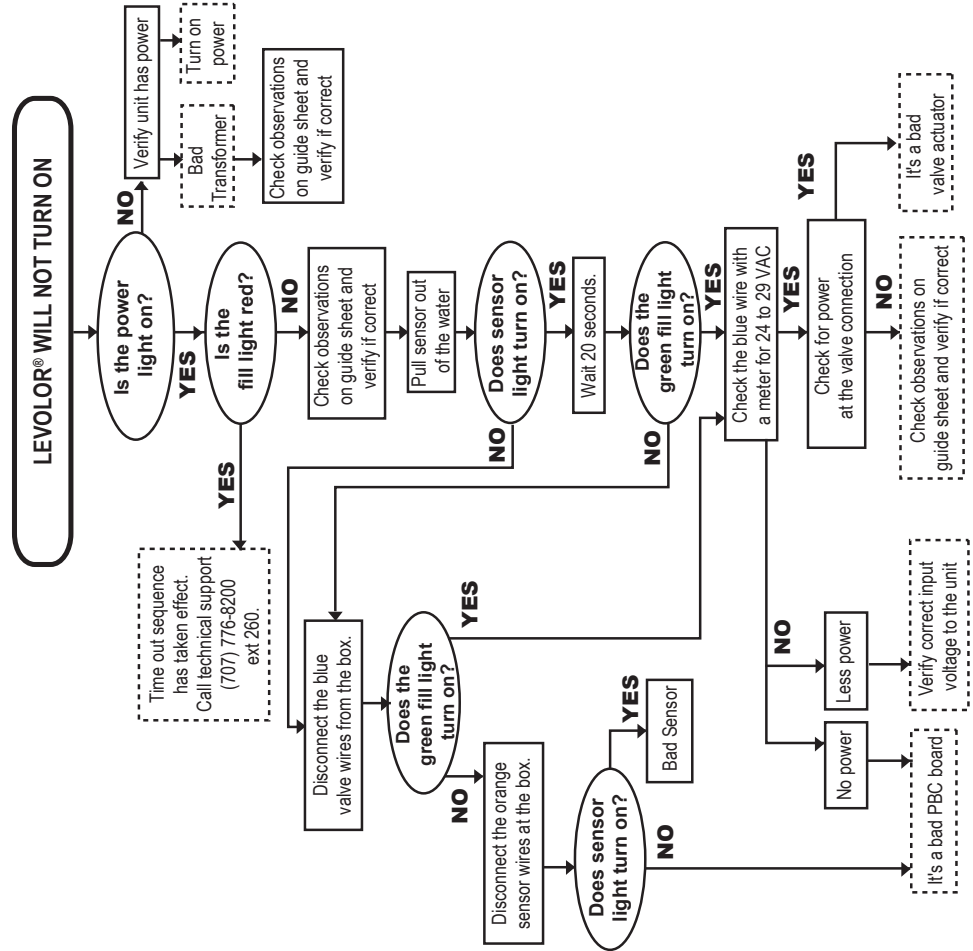 LEVOLOR® WILL NOT TURN ON
Is the power
light on?
NO
Verify unit has power
Bad
Transformer
Turn on
power
Check observations
on guide sheet and
verify if correct
YES
Is the
fill light red?
YES
Time out sequence
has taken effect.
Call technical support
(707) 776-8200
ext 260.
NO
Check observations
on guide sheet and
verify if correct
Pull sensor out
of the water
Does sensor
light turn on?
NO
YES
Wait 20 seconds.
Does the
green fill light
turn on?
NO
YES
Disconnect the blue
valve wires from the box.
Does the
green fill light
turn on?
YES
NO
Disconnect the orange
sensor wires at the box.
Does sensor
light turn on?
YES
Bad Sensor
NO
Check the blue wire with
a meter for 24 to 29 VAC
YES
NO
No power
Less power
It's a bad PBC board
Verify correct input
voltage to the unit
Check for power
at the valve connection
YES
It's a bad
valve actuator
NO
Check observations on
guide sheet and verify if correct